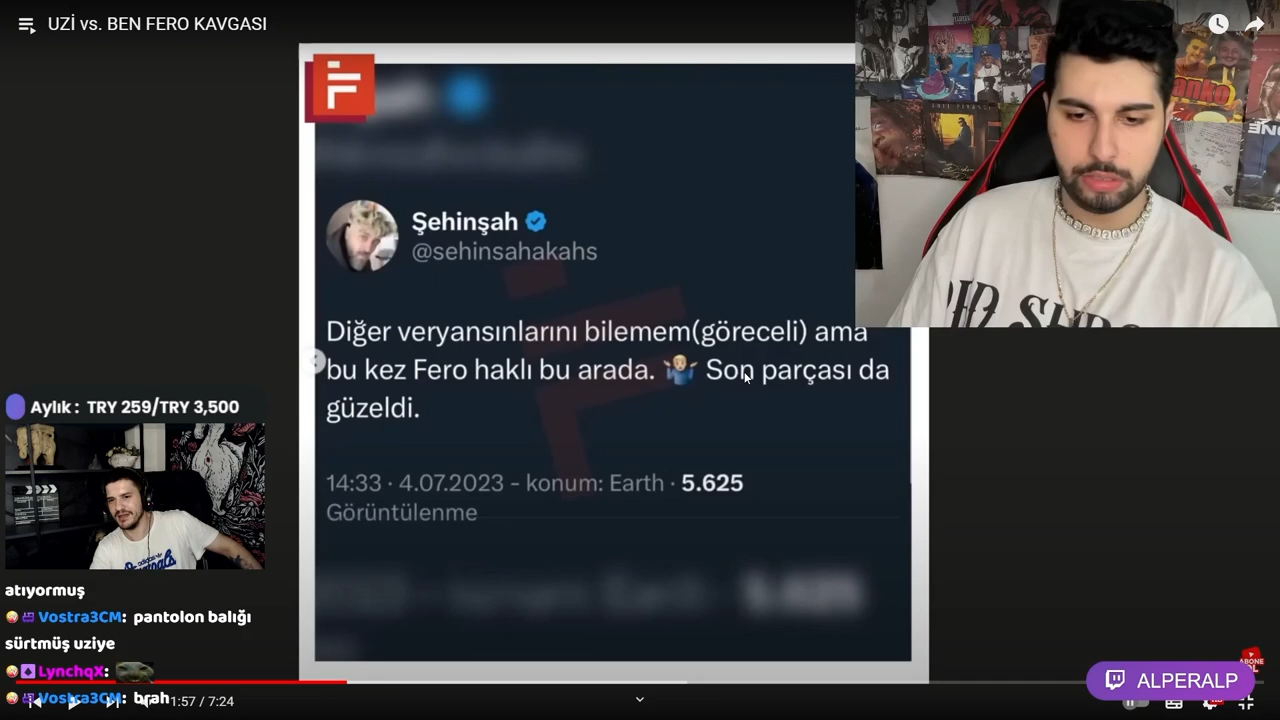 UZİ vs. BEN FERO KAVGASI
Şehinşah
@sehinsahakahs
Diğer veryansınlarını bilemem(göreceli) ama
bu kez Fero haklı bu arada. 🤷🏼‍♂️ Son parçası da
güzeldi.
14:33 · 4.07.2023 - konum: Earth · 5.625
Görüntülenme
Aylık : TRY 259/TRY 3,500
atıyormuş
Vostra3CM: pantolon balığı
sürtmüş uziye
LynchqX:
Vostra3CM: brah
1:57 / 7:24
ABONE
OL
ALPERALP